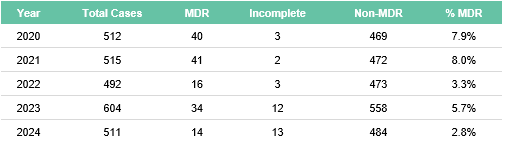 Year Total Cases MDR Incomplete Non-MDR % MDR
2020 512 40 3 469 7.9%
2021 515 41 2 472 8.0%
2022 492 16 3 473 3.3%
2023 604 34 12 558 5.7%
2024 511 14 13 484 2.8%